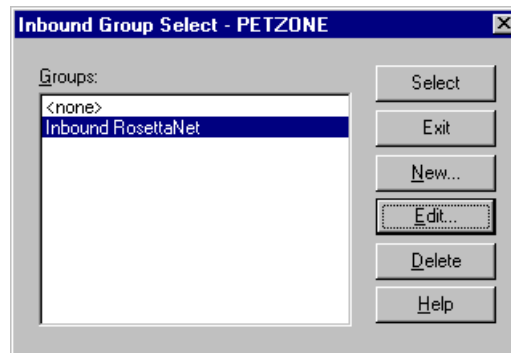 Inbound Group Select - PETZONE
Groups:
<none>
Inbound RosettaNet
Select
Exit
New...
Edit...
Delete
Help